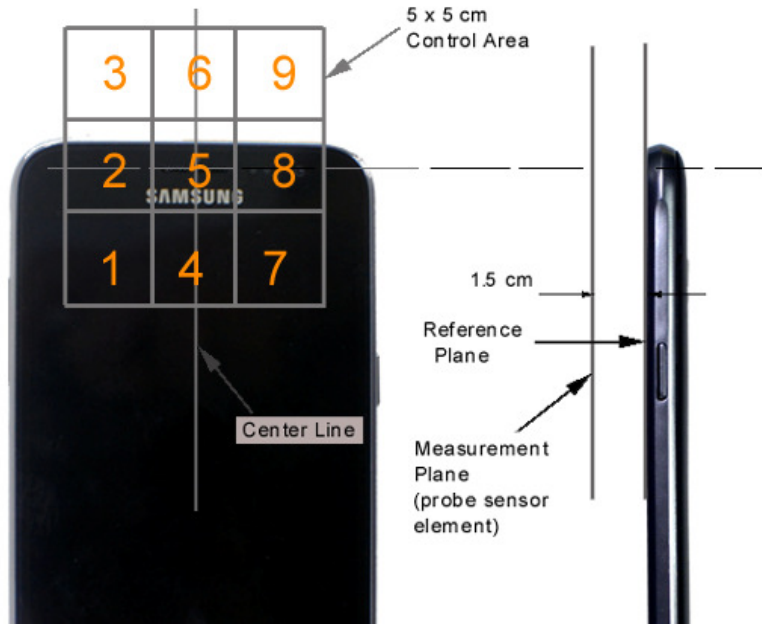 5 x 5 cm
Control Area
3 6 9
2 5 8
SAMSUNG
1 4 7
1.5 cm
Reference
Plane
Center Line
Measurement
Plane
(probe sensor
element)